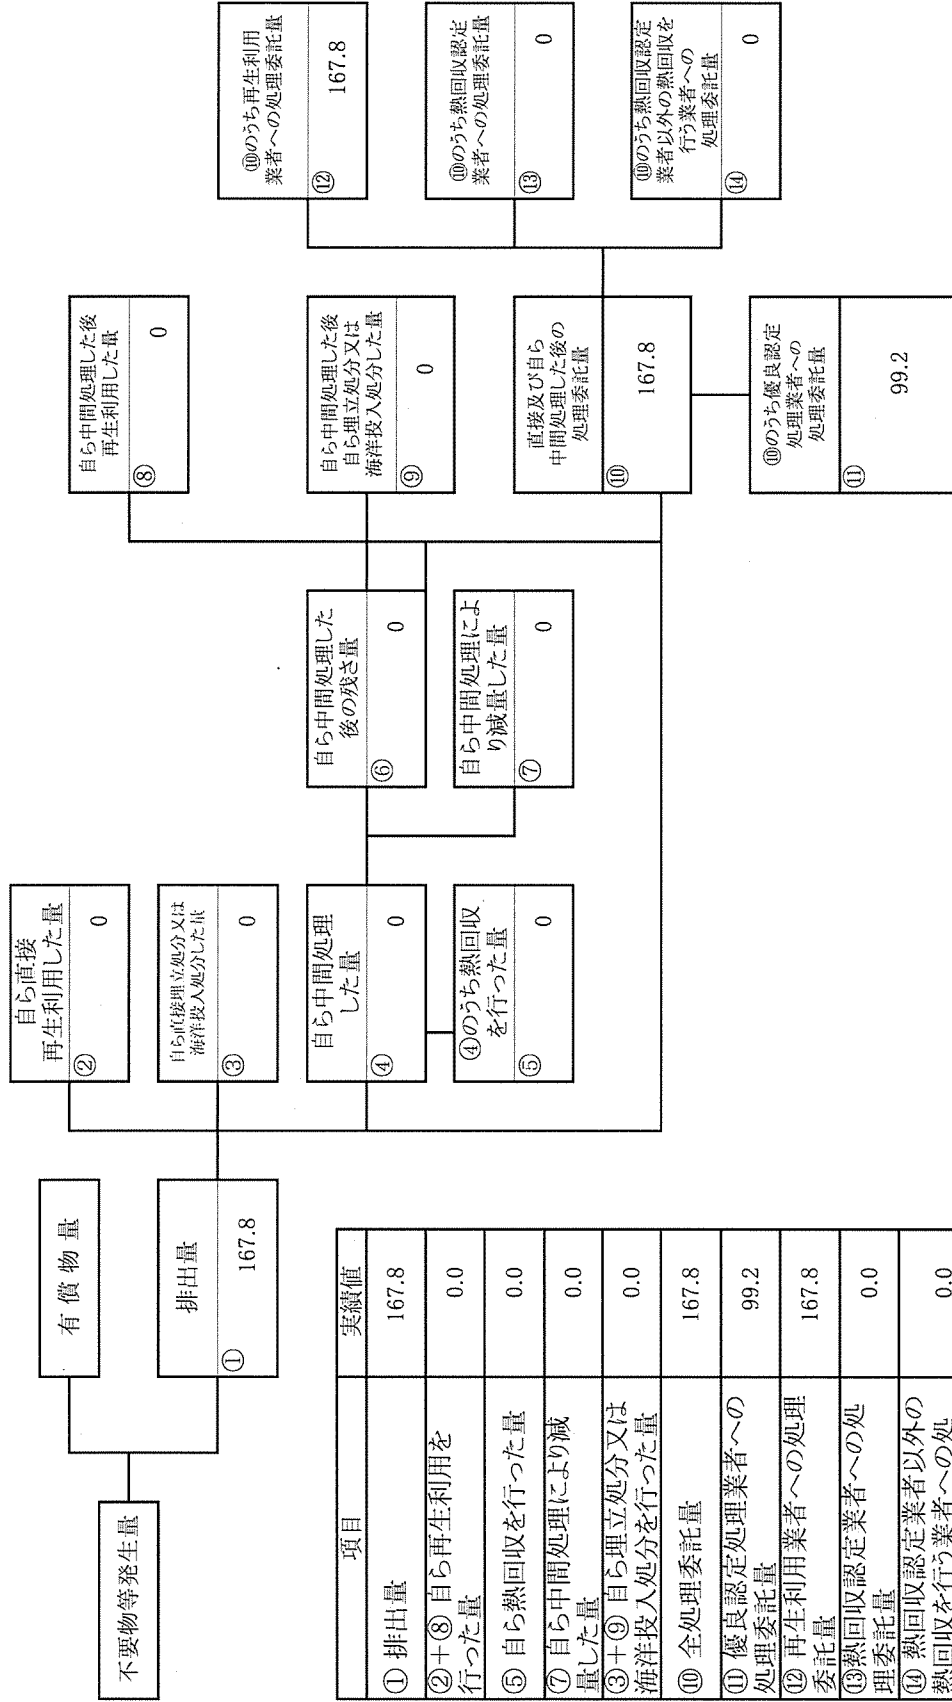 不要物等発生量
有 償 物 量
排出量
①
167.8
自ら直接
再生利用した量
②
0
自ら直接埋立処分又は
海洋投入処分した量
③
0
自ら中間処理
した量
④
0
④のうち熱回収
を行った量
⑤
0
自ら中間処理した
後の残さ量
⑥
0
自ら中間処理によ
り減量した量
⑦
0
自ら中間処理した後
再生利用した量
⑧
0
自ら中間処理した後
自ら埋立処分又は
海洋投入処分した量
⑨
0
直接及び自ら
中間処理した後の
処理委託量
⑩
167.8
⑩のうち優良認定
処理業者への
処理委託量
⑪
99.2
⑩のうち再生利用
業者への処理委託量
⑫
167.8
⑩のうち熱回収認定
業者への処理委託量
⑬
0
⑩のうち熱回収認定
業者以外の熱回収を
行う業者への
処理委託量
⑭
0
項目 実績値
① 排出量 167.8
②+⑧ 自ら再生利用を
行った量 0.0
⑤ 自ら熱回収を行った量 0.0
⑦ 自ら中間処理により減
量した量 0.0
③+⑨ 自ら埋立処分又は
海洋投入処分を行った量 0.0
⑩ 全処理委託量 167.8
⑪ 優良認定処理業者への
処理委託量 99.2
⑫ 再生利用業者への処理
委託量 167.8
⑬熱回収認定業者への処
理委託量 0.0
⑭ 熱回収認定業者以外の
熱回収を行う業者への処 0.0